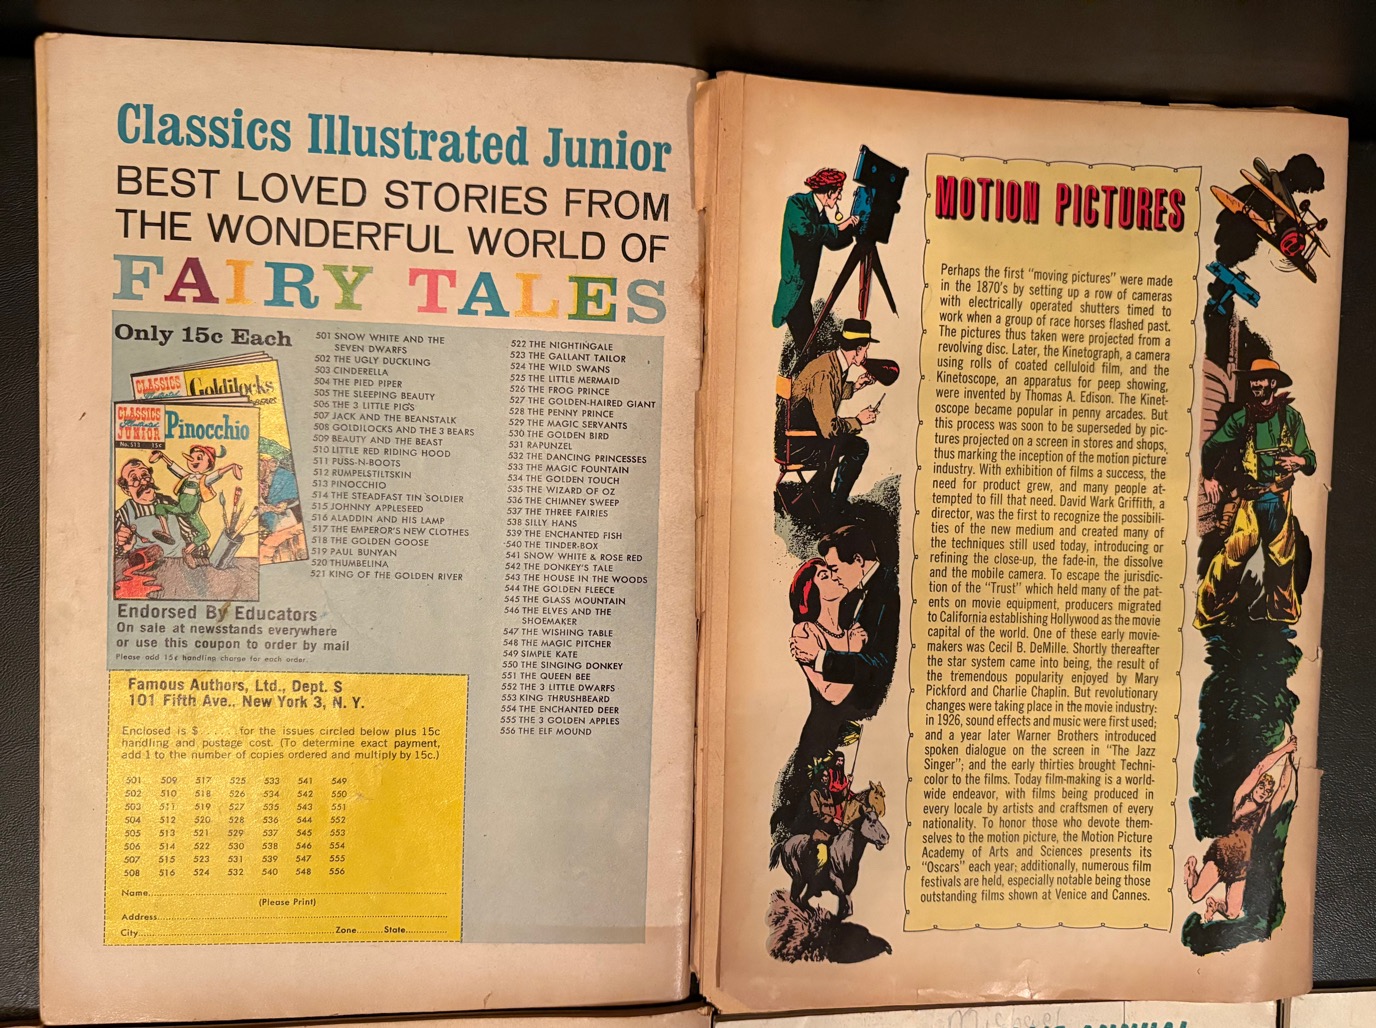 Classics Illustrated Junior
BEST LOVED STORIES FROM
THE WONDERFUL WORLD OF
FAIRY TALES
Only 15c Each
CLASSICS
Goldilocks
BEARS
CLASSICS
Illustrated
JUNIOR
No. 513 15c
Pinocchio
Endorsed By Educators
On sale at newsstands everywhere
or use this coupon to order by mail
Please add 15¢ handling charge for each order.
501 SNOW WHITE AND THE
SEVEN DWARFS
502 THE UGLY DUCKLING
503 CINDERELLA
504 THE PIED PIPER
505 THE SLEEPING BEAUTY
506 THE 3 LITTLE PIGS
507 JACK AND THE BEANSTALK
508 GOLDILOCKS AND THE 3 BEARS
509 BEAUTY AND THE BEAST
510 LITTLE RED RIDING HOOD
511 PUSS-N-BOOTS
512 RUMPELSTILTSKIN
513 PINOCCHIO
514 THE STEADFAST TIN SOLDIER
515 JOHNNY APPLESEED
516 ALADDIN AND HIS LAMP
517 THE EMPEROR'S NEW CLOTHES
518 THE GOLDEN GOOSE
519 PAUL BUNYAN
520 THUMBELINA
521 KING OF THE GOLDEN RIVER
522 THE NIGHTINGALE
523 THE GALLANT TAILOR
524 THE WILD SWANS
525 THE LITTLE MERMAID
526 THE FROG PRINCE
527 THE GOLDEN-HAIRED GIANT
528 THE PENNY PRINCE
529 THE MAGIC SERVANTS
530 THE GOLDEN BIRD
531 RAPUNZEL
532 THE DANCING PRINCESSES
533 THE MAGIC FOUNTAIN
534 THE GOLDEN TOUCH
535 THE WIZARD OF OZ
536 THE CHIMNEY SWEEP
537 THE THREE FAIRIES
538 SILLY HANS
539 THE ENCHANTED FISH
540 THE TINDER-BOX
541 SNOW WHITE & ROSE RED
542 THE DONKEY'S TALE
543 THE HOUSE IN THE WOODS
544 THE GOLDEN FLEECE
545 THE GLASS MOUNTAIN
546 THE ELVES AND THE
SHOEMAKER
547 THE WISHING TABLE
548 THE MAGIC PITCHER
549 SIMPLE KATE
550 THE SINGING DONKEY
551 THE QUEEN BEE
552 THE 3 LITTLE DWARFS
553 KING THRUSHBEARD
554 THE ENCHANTED DEER
555 THE 3 GOLDEN APPLES
556 THE ELF MOUND
Famous Authors, Ltd., Dept. S
101 Fifth Ave., New York 3, N. Y.
Enclosed is $...... for the issues circled below plus 15c
handling and postage cost. (To determine exact payment,
add 1 to the number of copies ordered and multiply by 15c.)
501 509 517 525 533 541 549
502 510 518 526 534 542 550
503 511 519 527 535 543 551
504 512 520 528 536 544 552
505 513 521 529 537 545 553
506 514 522 530 538 546 554
507 515 523 531 539 547 555
508 516 524 532 540 548 556
Name
(Please Print)
Address
City Zone State
MOTION PICTURES
Perhaps the first "moving pictures" were made
in the 1870's by setting up a row of cameras
with electrically operated shutters timed to
work when a group of race horses flashed past.
The pictures thus taken were projected from a
revolving disc. Later, the Kinetograph, a camera
using rolls of coated celluloid film, and the
Kinetoscope, an apparatus for peep showing,
were invented by Thomas A. Edison. The Kinet-
oscope became popular in penny arcades. But
this process was soon to be superseded by pic-
tures projected on a screen in stores and shops,
thus marking the inception of the motion picture
industry. With exhibition of films a success, the
need for product grew, and many people at-
tempted to fill that need. David Wark Griffith, a
director, was the first to recognize the possibili-
ties of the new medium and created many of
the techniques still used today, introducing or
refining the close-up, the fade-in, the dissolve
and the mobile camera. To escape the jurisdic-
tion of the "Trust" which held many of the pat-
ents on movie equipment, producers migrated
to California establishing Hollywood as the movie
capital of the world. One of these early movie-
makers was Cecil B. DeMille. Shortly thereafter
the star system came into being, the result of
the tremendous popularity enjoyed by Mary
Pickford and Charlie Chaplin. But revolutionary
changes were taking place in the movie industry:
in 1926, sound effects and music were first used;
and a year later Warner Brothers introduced
spoken dialogue on the screen in "The Jazz
Singer"; and the early thirties brought Techni-
color to the films. Today film-making is a world-
wide endeavor, with films being produced in
every locale by artists and craftsmen of every
nationality. To honor those who devote them-
selves to the motion picture, the Motion Picture
Academy of Arts and Sciences presents its
"Oscars" each year; additionally, numerous film
festivals are held, especially notable being those
outstanding films shown at Venice and Cannes.
Michael
ANNUAL